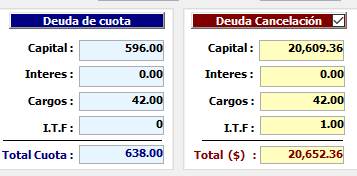 Deuda de cuota
Capital : 596.00
Interes : 0.00
Cargos : 42.00
I.T.F : 0
Total Cuota : 638.00
Deuda Cancelación
Capital : 20,609.36
Interes : 0.00
Cargos : 42.00
I.T.F : 1.00
Total ($) : 20,652.36